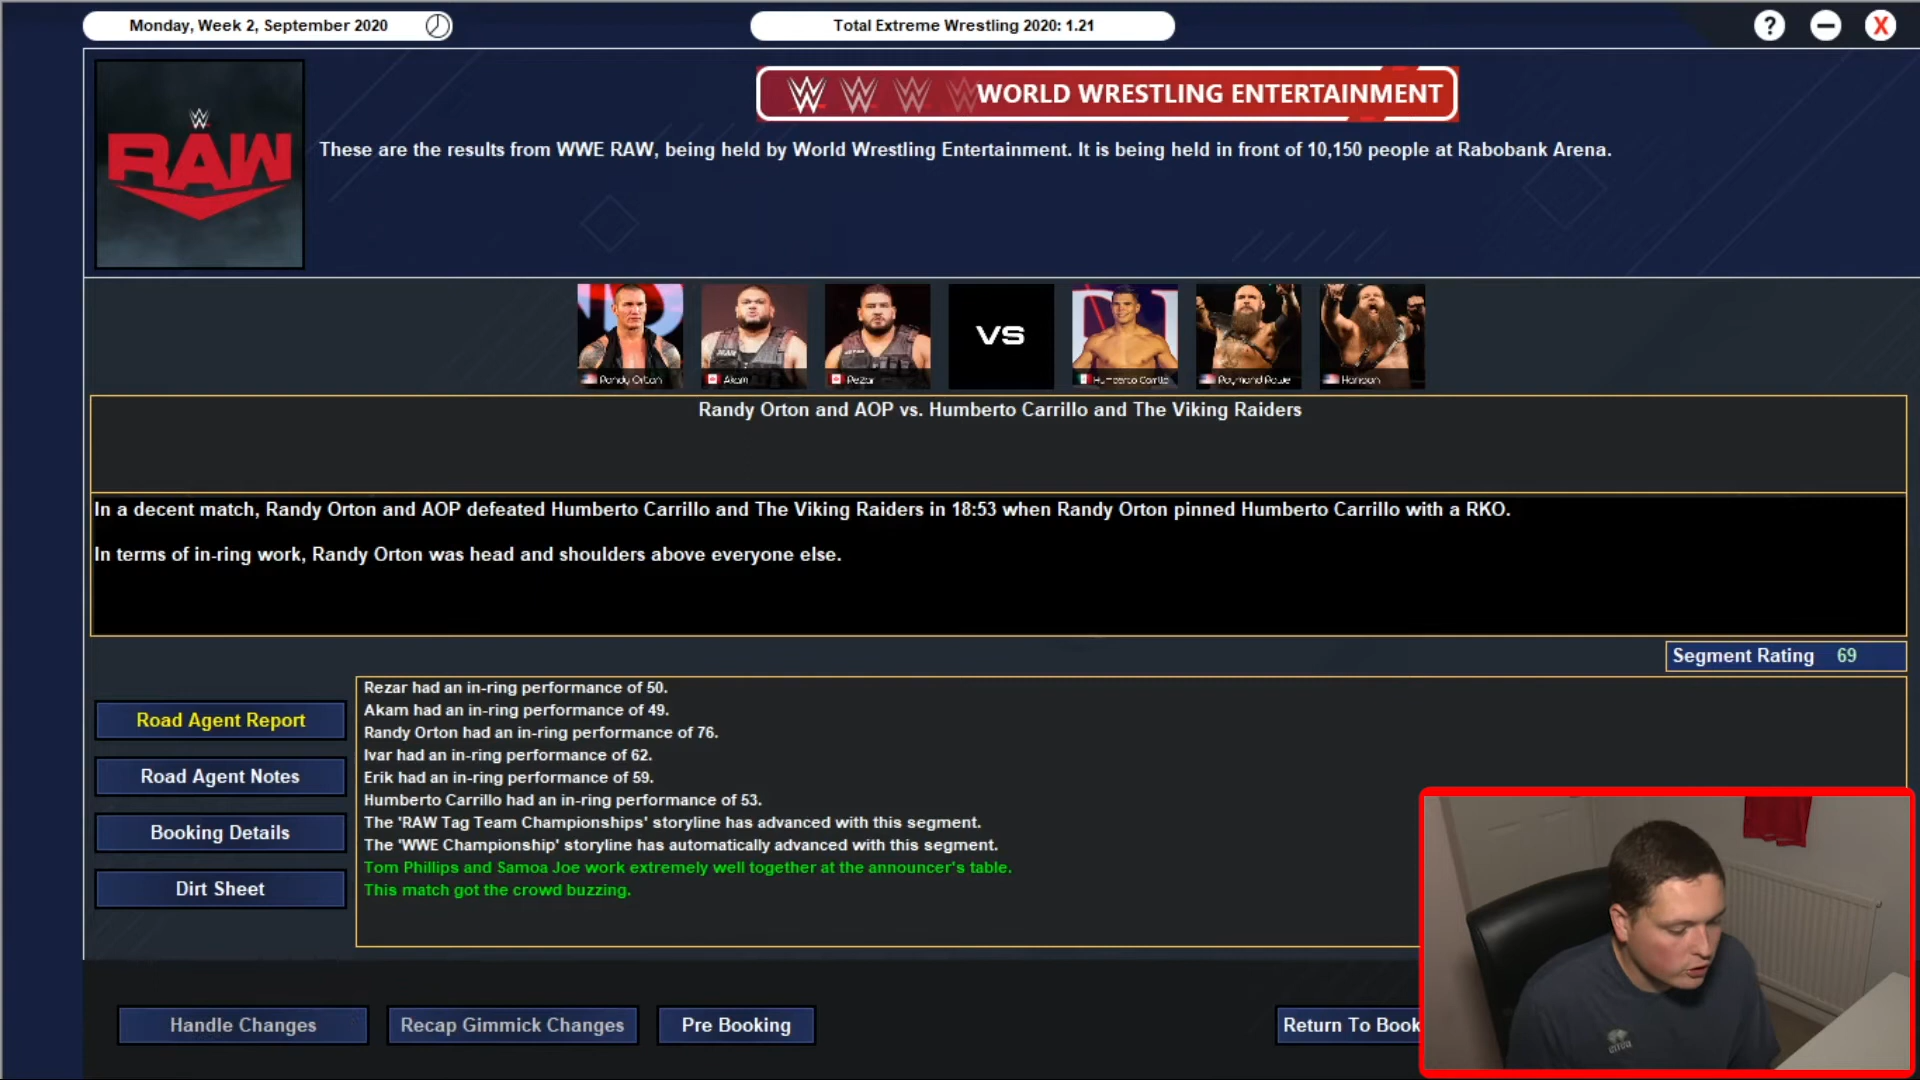 Monday, Week 2, September 2020
Total Extreme Wrestling 2020: 1.21
?
X
WORLD WRESTLING ENTERTAINMENT
RAW
These are the results from WWE RAW, being held by World Wrestling Entertainment. It is being held in front of 10,150 people at Rabobank Arena.
VS
Randy Orton
Akam
Rezar
Humberto Carrillo
Raymond Rowe
Hanson
Randy Orton and AOP vs. Humberto Carrillo and The Viking Raiders
In a decent match, Randy Orton and AOP defeated Humberto Carrillo and The Viking Raiders in 18:53 when Randy Orton pinned Humberto Carrillo with a RKO.
In terms of in-ring work, Randy Orton was head and shoulders above everyone else.
Segment Rating 69
Road Agent Report
Road Agent Notes
Booking Details
Dirt Sheet
Rezar had an in-ring performance of 50.
Akam had an in-ring performance of 49.
Randy Orton had an in-ring performance of 76.
Ivar had an in-ring performance of 62.
Erik had an in-ring performance of 59.
Humberto Carrillo had an in-ring performance of 53.
The 'RAW Tag Team Championships' storyline has advanced with this segment.
The 'WWE Championship' storyline has automatically advanced with this segment.
Tom Phillips and Samoa Joe work extremely well together at the announcer's table.
This match got the crowd buzzing.
Handle Changes
Recap Gimmick Changes
Pre Booking
Return To Book